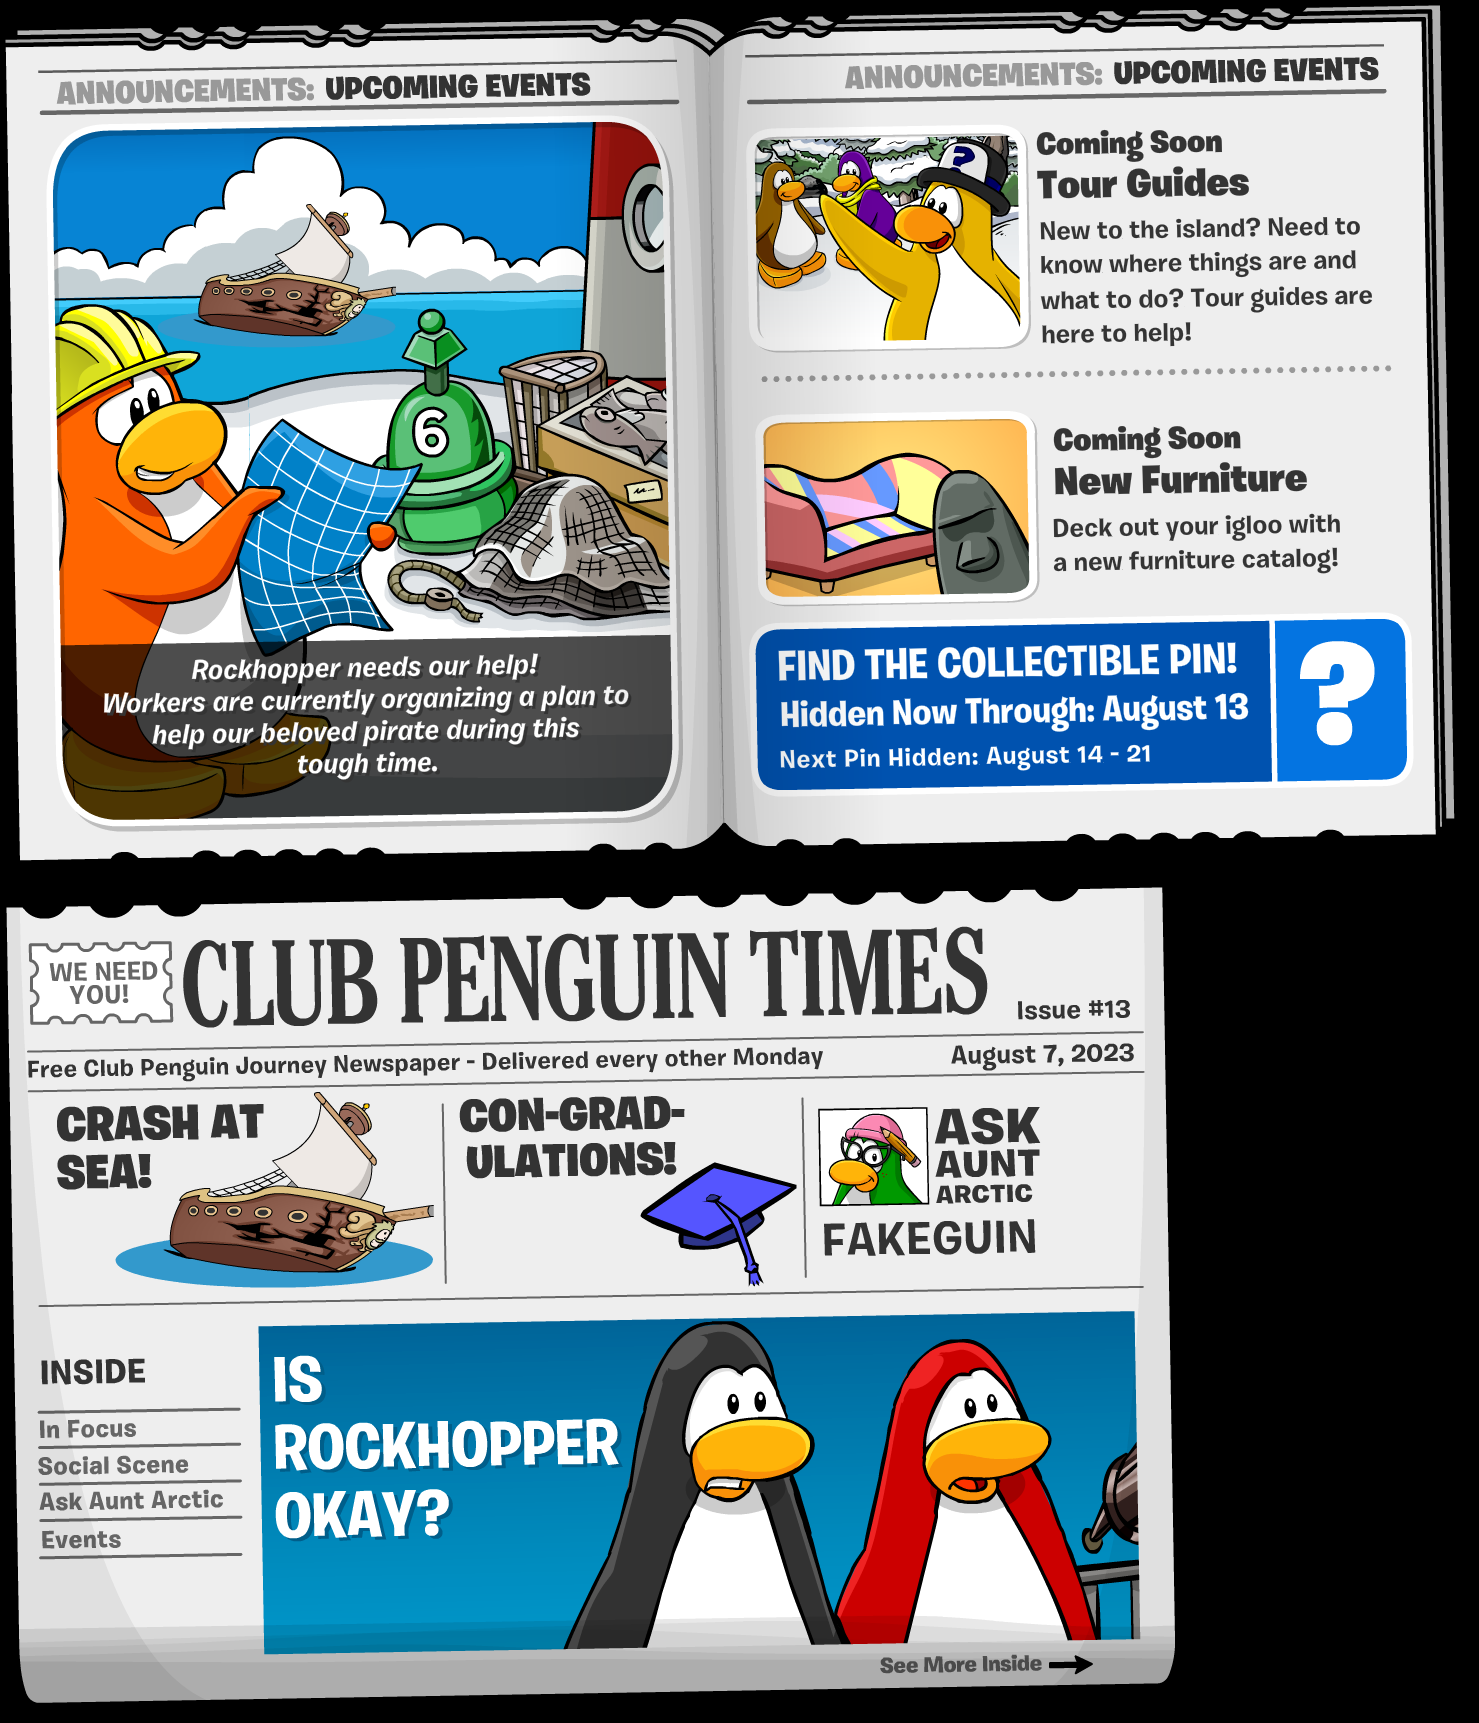 ANNOUNCEMENTS: UPCOMING EVENTS
6
Rockhopper needs our help!
Workers are currently organizing a plan to
help our beloved pirate during this
tough time.
ANNOUNCEMENTS: UPCOMING EVENTS
?
Coming Soon
Tour Guides
New to the island? Need to
know where things are and
what to do? Tour guides are
here to help!
Coming Soon
New Furniture
Deck out your igloo with
a new furniture catalog!
FIND THE COLLECTIBLE PIN!
Hidden Now Through: August 13
Next Pin Hidden: August 14 - 21
?
WE NEED
YOU!
CLUB PENGUIN TIMES
Issue #13
Free Club Penguin Journey Newspaper - Delivered every other Monday
August 7, 2023
CRASH AT
SEA!
CON-GRAD-
ULATIONS!
ASK
AUNT
ARCTIC
FAKEGUIN
INSIDE
In Focus
Social Scene
Ask Aunt Arctic
Events
IS
ROCKHOPPER
OKAY?
See More Inside